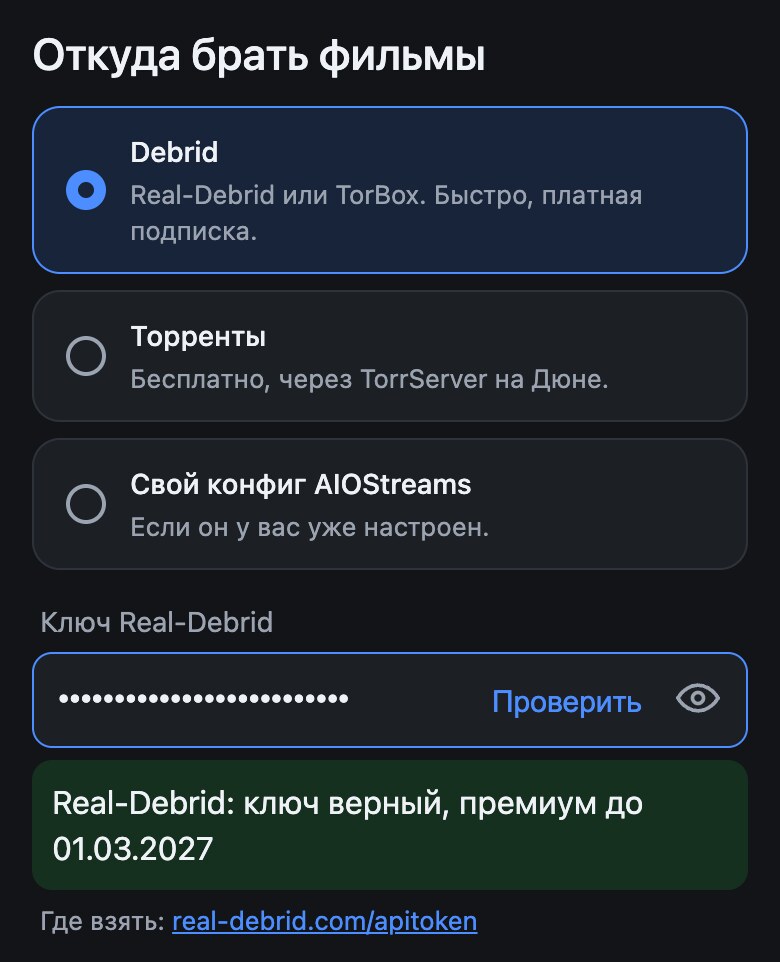 Откуда брать фильмы
Debrid
Real-Debrid или TorBox. Быстро, платная
подписка.
Торренты
Бесплатно, через TorrServer на Дюне.
Свой конфиг AIOStreams
Если он у вас уже настроен.
Ключ Real-Debrid
••••••••••••••••••••••••••  Проверить
Real-Debrid: ключ верный, премиум до
01.03.2027
Где взять: real-debrid.com/apitoken